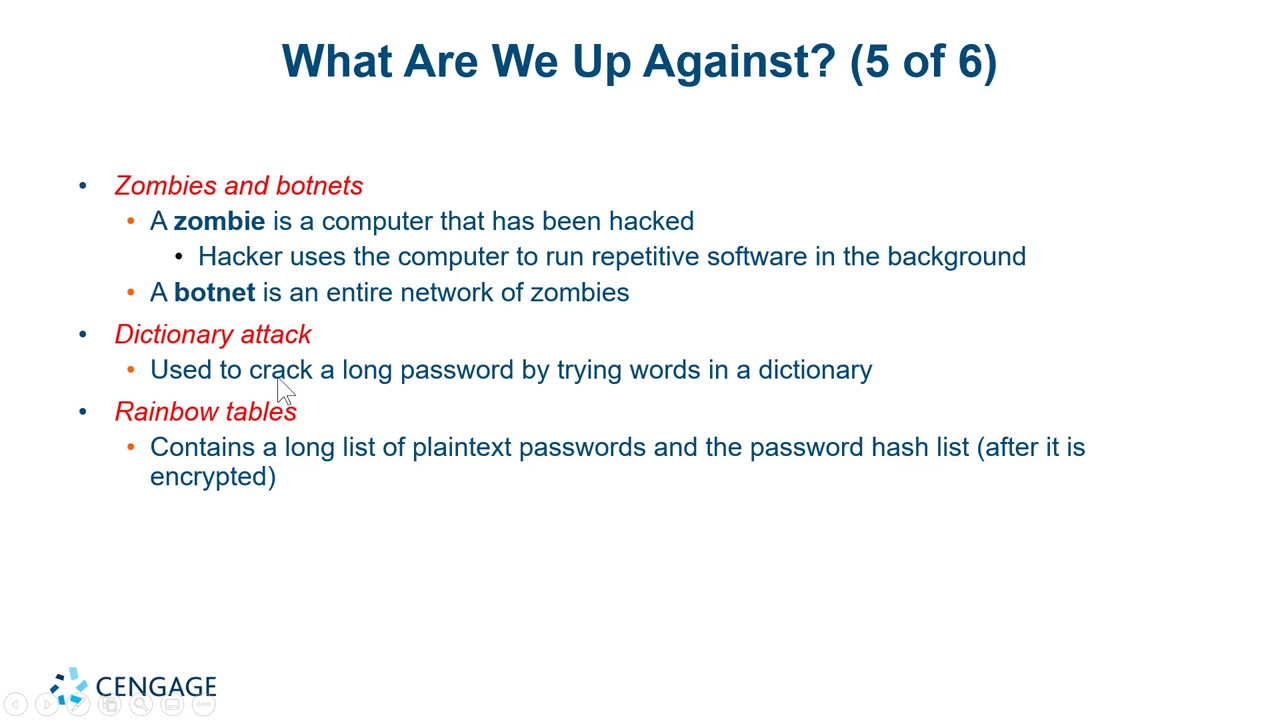 What Are We Up Against? (5 of 6)
• Zombies and botnets
• A zombie is a computer that has been hacked
• Hacker uses the computer to run repetitive software in the background
• A botnet is an entire network of zombies
• Dictionary attack
• Used to crack a long password by trying words in a dictionary
• Rainbow tables
• Contains a long list of plaintext passwords and the password hash list (after it is
encrypted)
CENGAGE